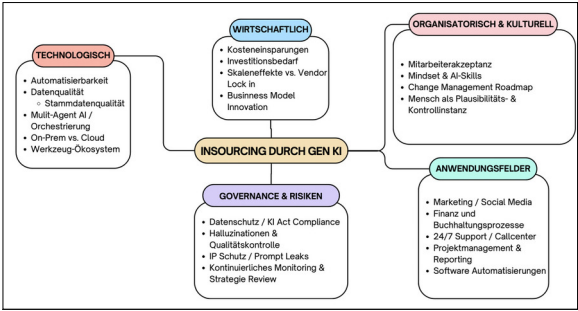 WIRTSCHAFTLICH
Kosteneinsparungen
Investitionsbedarf
Skaleneffekte vs. Vendor
Lock in
Businness Model
Innovation
ORGANISATORISCH & KULTURELL
Mitarbeiterakzeptanz
Mindset & AI-Skills
Change Management Roadmap
Mensch als Plausibilitäts- &
Kontrollinstanz
TECHNOLOGISCH
Automatisierbarkeit
Datenqualität
Stammdatenqualität
Mulit-Agent AI /
Orchestrierung
On-Prem vs. Cloud
Werkzeug-Ökosystem
INSOURCING DURCH GEN KI
GOVERNANCE & RISIKEN
Datenschutz / KI Act Compliance
Halluzinationen &
Qualitätskontrolle
IP Schutz / Prompt Leaks
Kontinuierliches Monitoring &
Strategie Review
ANWENDUNGSFELDER
Marketing / Social Media
Finanz und
Buchhaltungsprozesse
24/7 Support / Callcenter
Projektmanagement &
Reporting
Software Automatisierungen